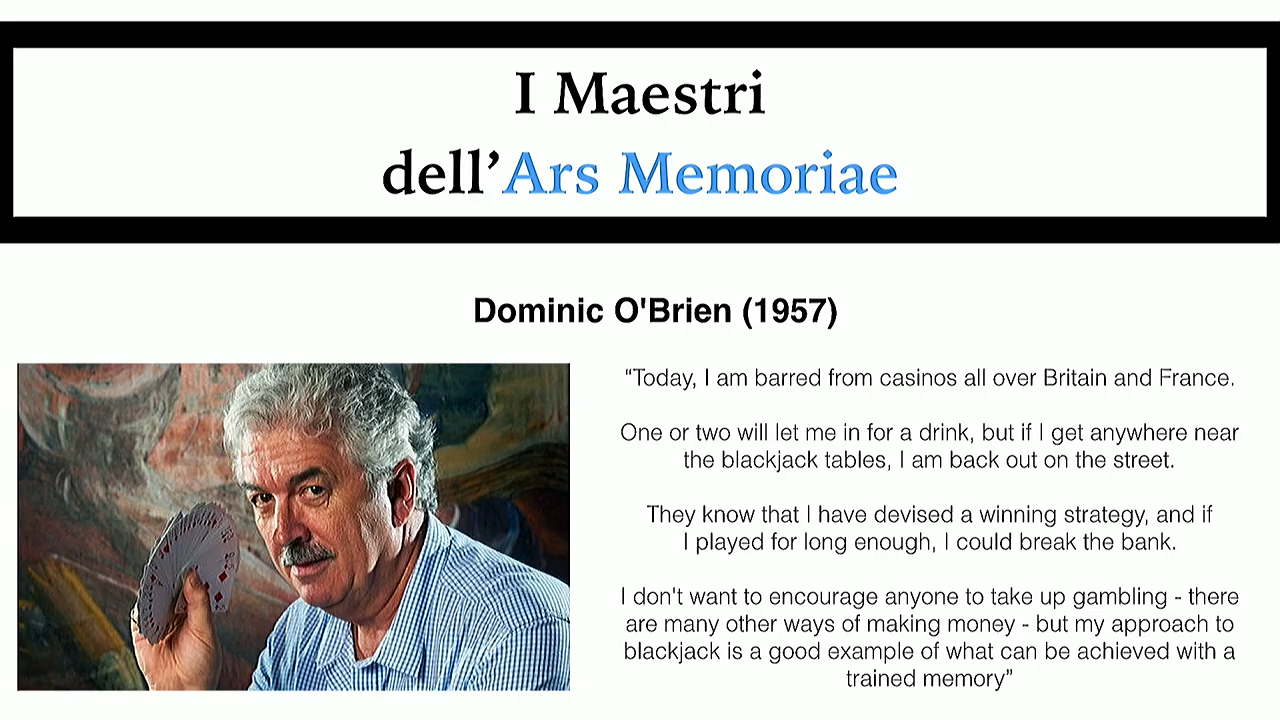 I Maestri
dell’Ars Memoriae
Dominic O'Brien (1957)
“Today, I am barred from casinos all over Britain and France.
One or two will let me in for a drink, but if I get anywhere near
the blackjack tables, I am back out on the street.
They know that I have devised a winning strategy, and if
I played for long enough, I could break the bank.
I don't want to encourage anyone to take up gambling - there
are many other ways of making money - but my approach to
blackjack is a good example of what can be achieved with a
trained memory”